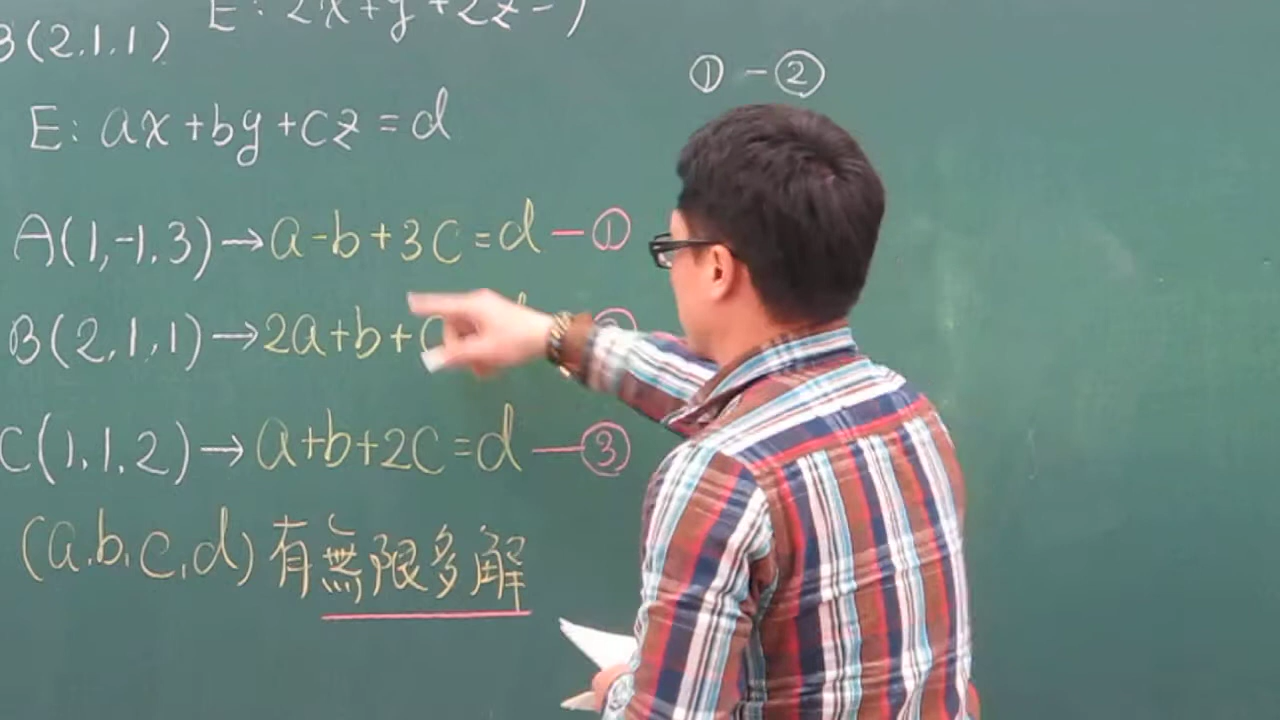 B(2,1,1)
E: 2x+y+2z=7
①-②
E: ax+by+cz=d
A(1,-1,3)→a-b+3c=d-①
B(2,1,1)→2a+b+c
C(1,1,2)→a+b+2c=d-③
(a,b,c,d)有無限多解